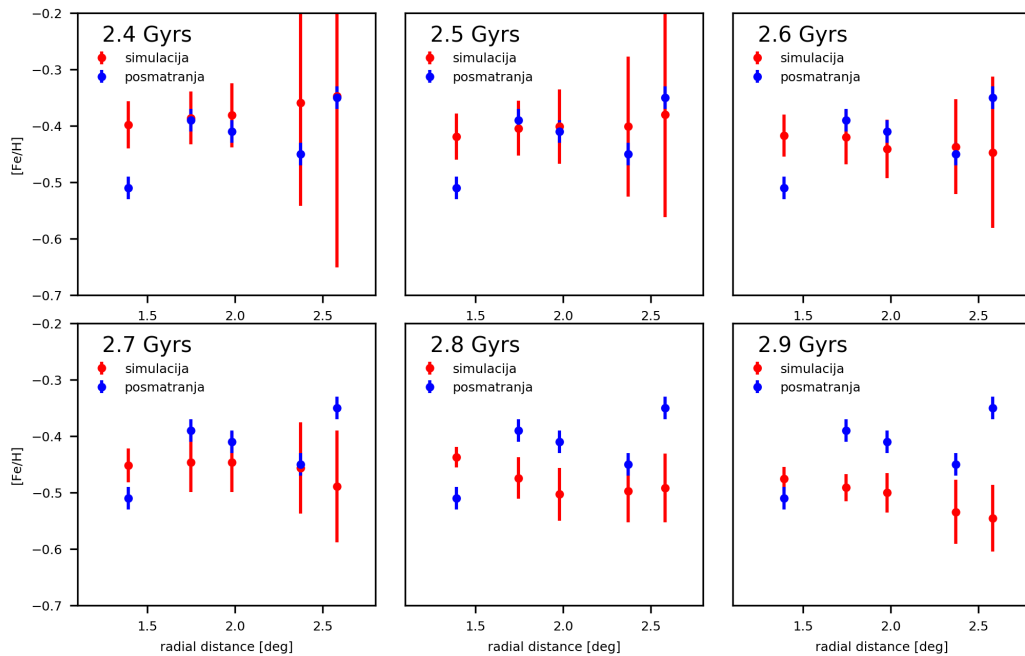 2.4 Gyrs
simulacija
posmatranja
−0.2
−0.3
−0.4
−0.5
−0.6
−0.7
[Fe/H]
1.5 2.0 2.5
2.5 Gyrs
simulacija
posmatranja
1.5 2.0 2.5
2.6 Gyrs
simulacija
posmatranja
1.5 2.0 2.5
2.7 Gyrs
simulacija
posmatranja
−0.2
−0.3
−0.4
−0.5
−0.6
−0.7
[Fe/H]
1.5 2.0 2.5
radial distance [deg]
2.8 Gyrs
simulacija
posmatranja
1.5 2.0 2.5
radial distance [deg]
2.9 Gyrs
simulacija
posmatranja
1.5 2.0 2.5
radial distance [deg]